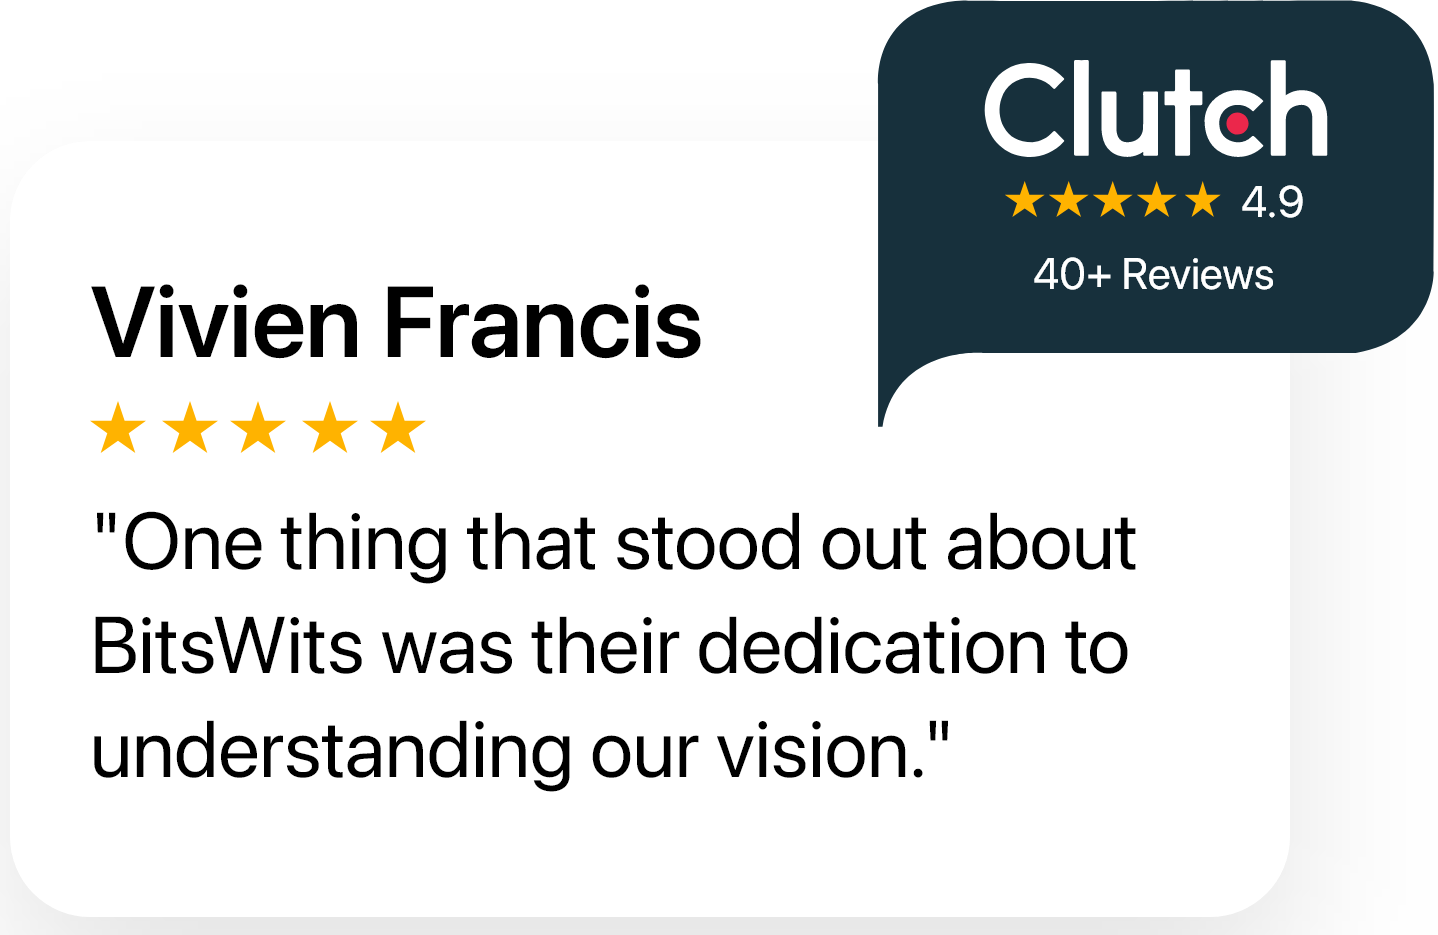 Clutch
★★★★★ 4.9
40+ Reviews
Vivien Francis
★★★★★
"One thing that stood out about
BitsWits was their dedication to
understanding our vision."